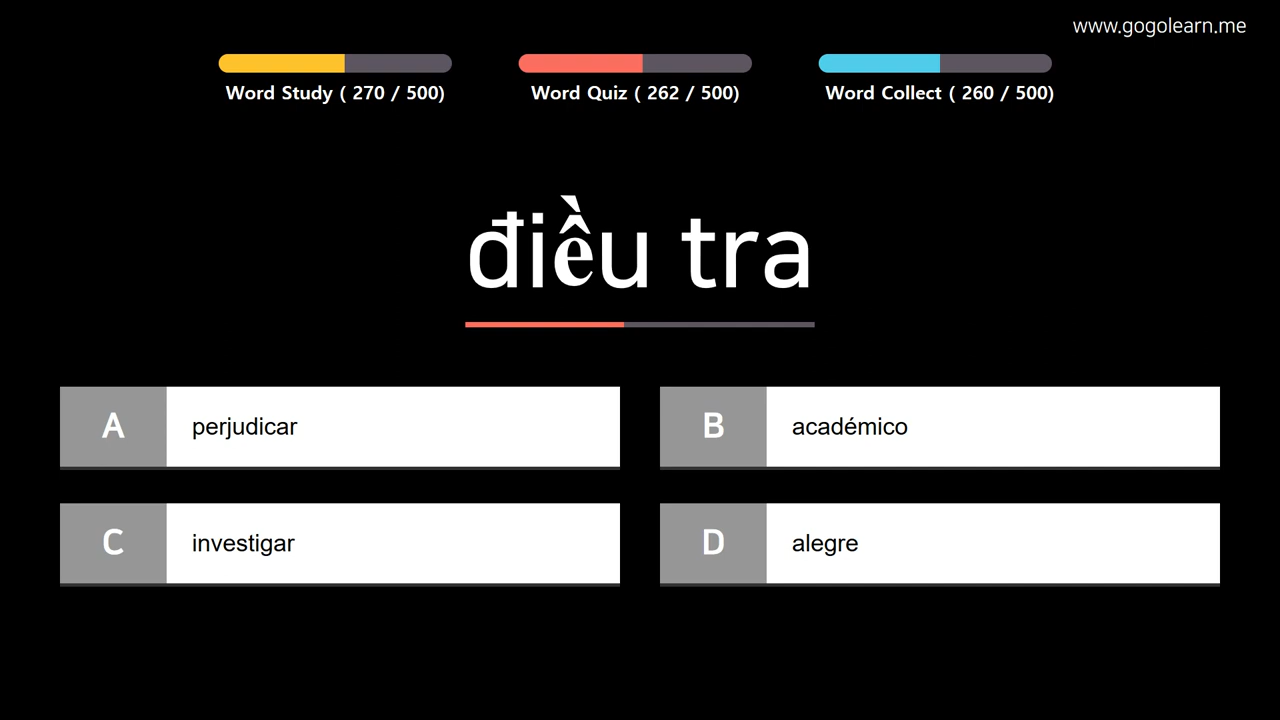 www.gogolearn.me
Word Study ( 270 / 500)
Word Quiz ( 262 / 500)
Word Collect ( 260 / 500)
điều tra
A perjudicar
B académico
C investigar
D alegre